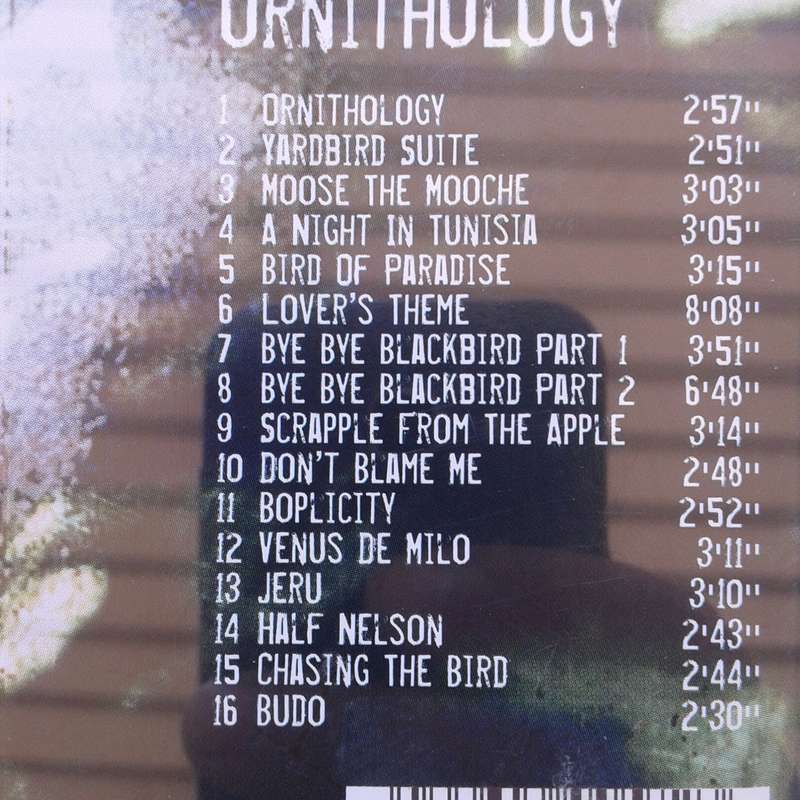 ORNITHOLOGY
1 ORNITHOLOGY 2'57"
2 YARDBIRD SUITE 2'51"
3 MOOSE THE MOOCHE 3'03"
4 A NIGHT IN TUNISIA 3'05"
5 BIRD OF PARADISE 3'15"
6 LOVER'S THEME 8'08"
7 BYE BYE BLACKBIRD PART 1 3'51"
8 BYE BYE BLACKBIRD PART 2 6'48"
9 SCRAPPLE FROM THE APPLE 3'14"
10 DON'T BLAME ME 2'48"
11 BOPLICITY 2'52"
12 VENUS DE MILO 3'11"
13 JERU 3'10"
14 HALF NELSON 2'43"
15 CHASING THE BIRD 2'44"
16 BUDO 2'30"